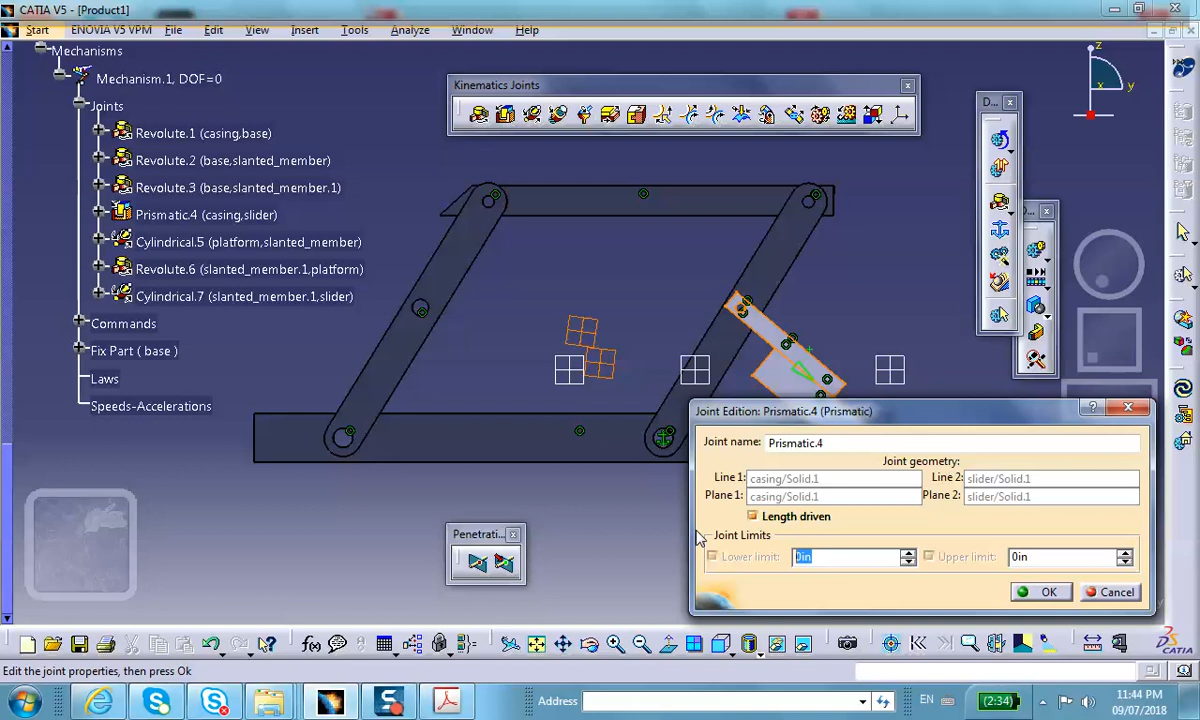 CATIA V5 - [Product1]
Start ENOVIA V5 VPM File Edit View Insert Tools Analyze Window Help
Mechanisms
Mechanism.1, DOF=0
Joints
Revolute.1 (casing,base)
Revolute.2 (base,slanted_member)
Revolute.3 (base,slanted_member.1)
Prismatic.4 (casing,slider)
Cylindrical.5 (platform,slanted_member)
Revolute.6 (slanted_member.1,platform)
Cylindrical.7 (slanted_member.1,slider)
Commands
Fix Part ( base )
Laws
Speeds-Accelerations
Kinematics Joints
D...
D...
z
y
x
Penetrati...
Joint Edition: Prismatic.4 (Prismatic)
Joint name: Prismatic.4
Joint geometry:
Line 1: casing/Solid.1 Line 2: slider/Solid.1
Plane 1: casing/Solid.1 Plane 2: slider/Solid.1
Length driven
Joint Limits
Lower limit: 0in Upper limit: 0in
OK Cancel
f(x)
CATIA
Edit the joint properties, then press Ok
Address
EN
(2:34)
11:44 PM
09/07/2018